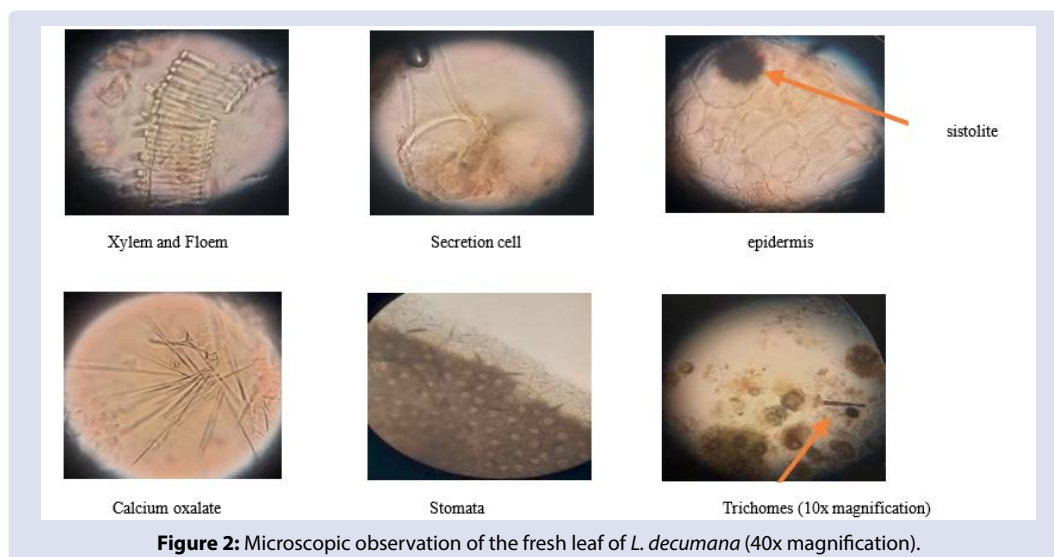 sistolite
Xylem and Floem
Secretion cell
epidermis
Calcium oxalate
Stomata
Trichomes (10x magnification)
Figure 2: Microscopic observation of the fresh leaf of L. decumana (40x magnification).